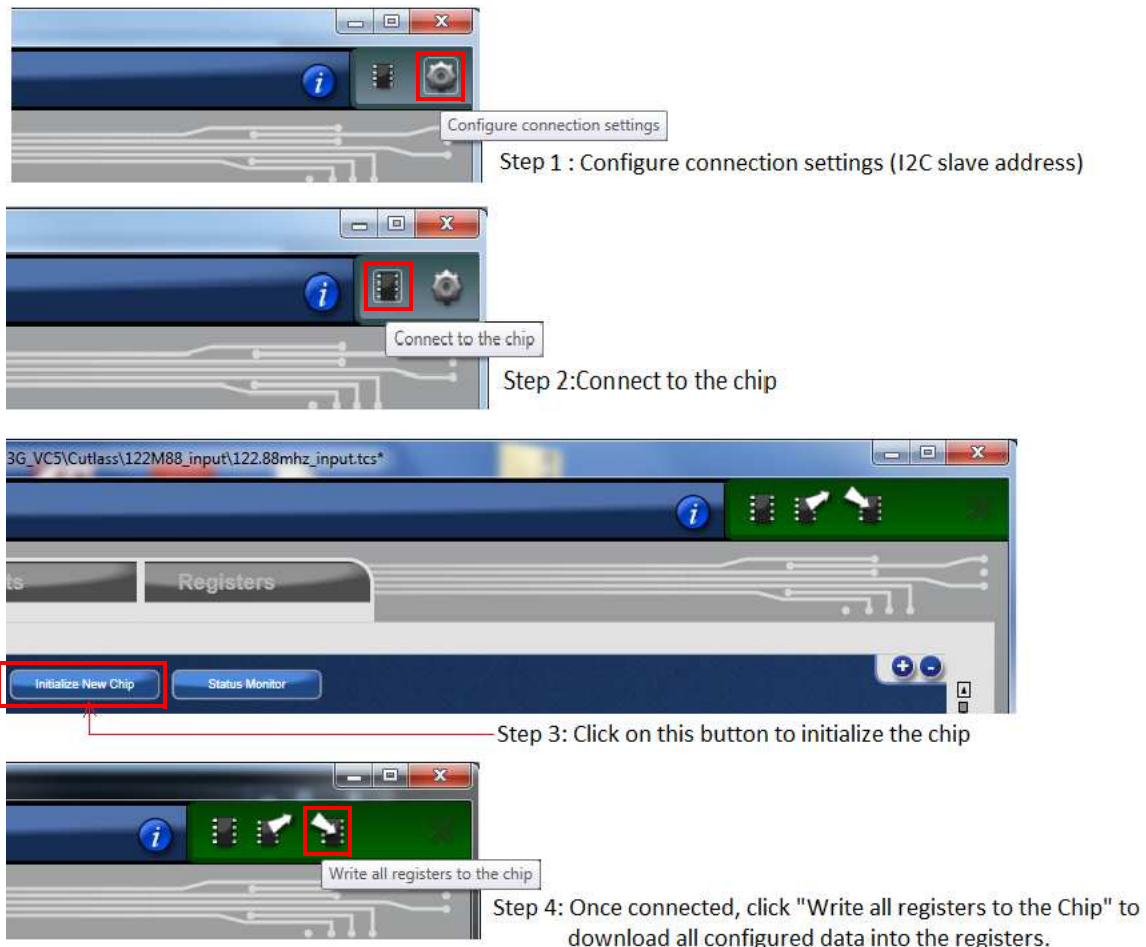 Configure connection settings
Step 1 : Configure connection settings (I2C slave address)
Connect to the chip
Step 2:Connect to the chip
3G_VC5\Cutlass\122M88_input\122.88mhz_input.tcs*
ts
Registers
Initialize New Chip
Status Monitor
Step 3: Click on this button to initialize the chip
Write all registers to the chip
Step 4: Once connected, click "Write all registers to the Chip" to
download all configured data into the registers.